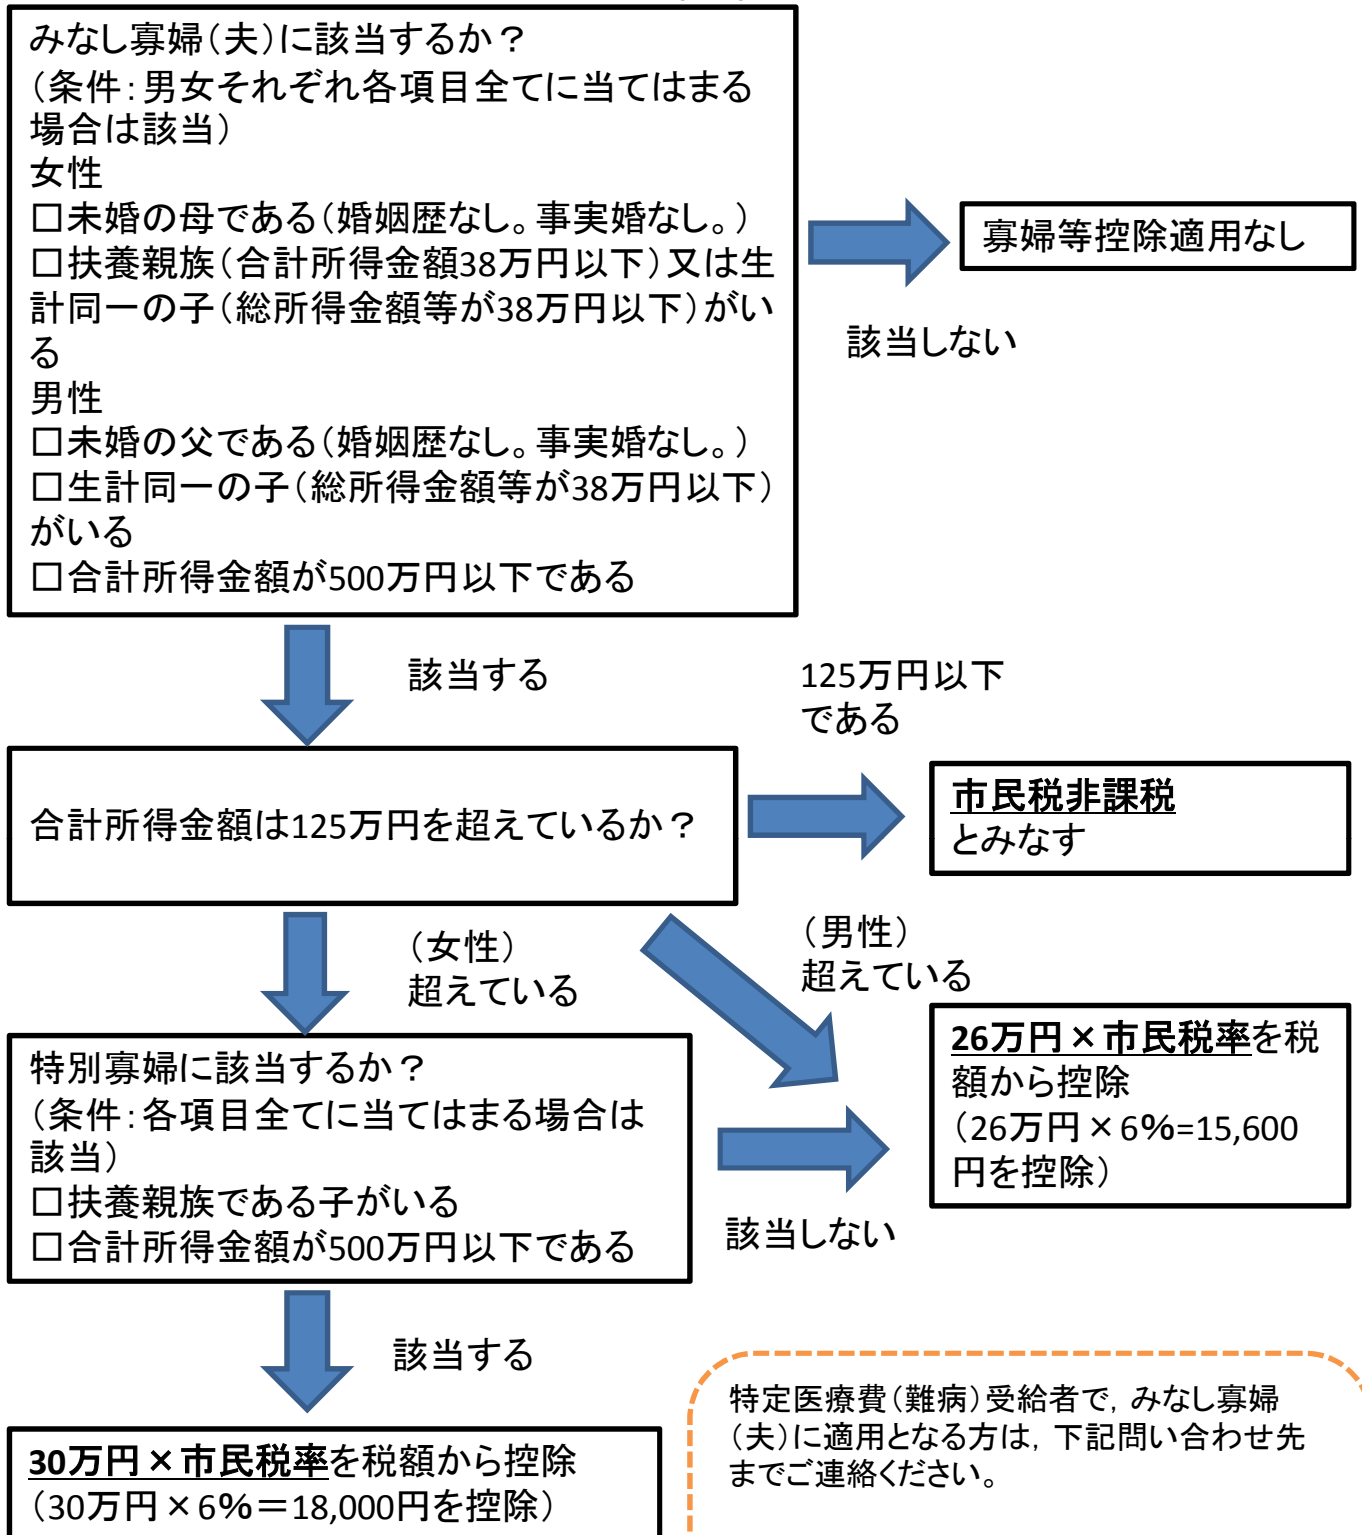 みなし寡婦(夫)に該当するか？
(条件：男女それぞれ各項目全てに当てはまる
場合は該当)
女性
□未婚の母である(婚姻歴なし。事実婚なし。)
□扶養親族(合計所得金額38万円以下)又は生
計同一の子(総所得金額等が38万円以下)がい
る
男性
□未婚の父である(婚姻歴なし。事実婚なし。)
□生計同一の子(総所得金額等が38万円以下)
がいる
□合計所得金額が500万円以下である
寡婦等控除適用なし
該当しない
該当する
125万円以下
である
合計所得金額は125万円を超えているか？
市民税非課税
とみなす
(女性)
超えている
(男性)
超えている
特別寡婦に該当するか？
(条件：各項目全てに当てはまる場合は
該当)
□扶養親族である子がいる
□合計所得金額が500万円以下である
26万円×市民税率を税
額から控除
(26万円×6%=15,600
円を控除)
該当しない
該当する
30万円×市民税率を税額から控除
(30万円×6%＝18,000円を控除)
特定医療費(難病)受給者で，みなし寡婦
(夫)に適用となる方は，下記問い合わせ先
までご連絡ください。